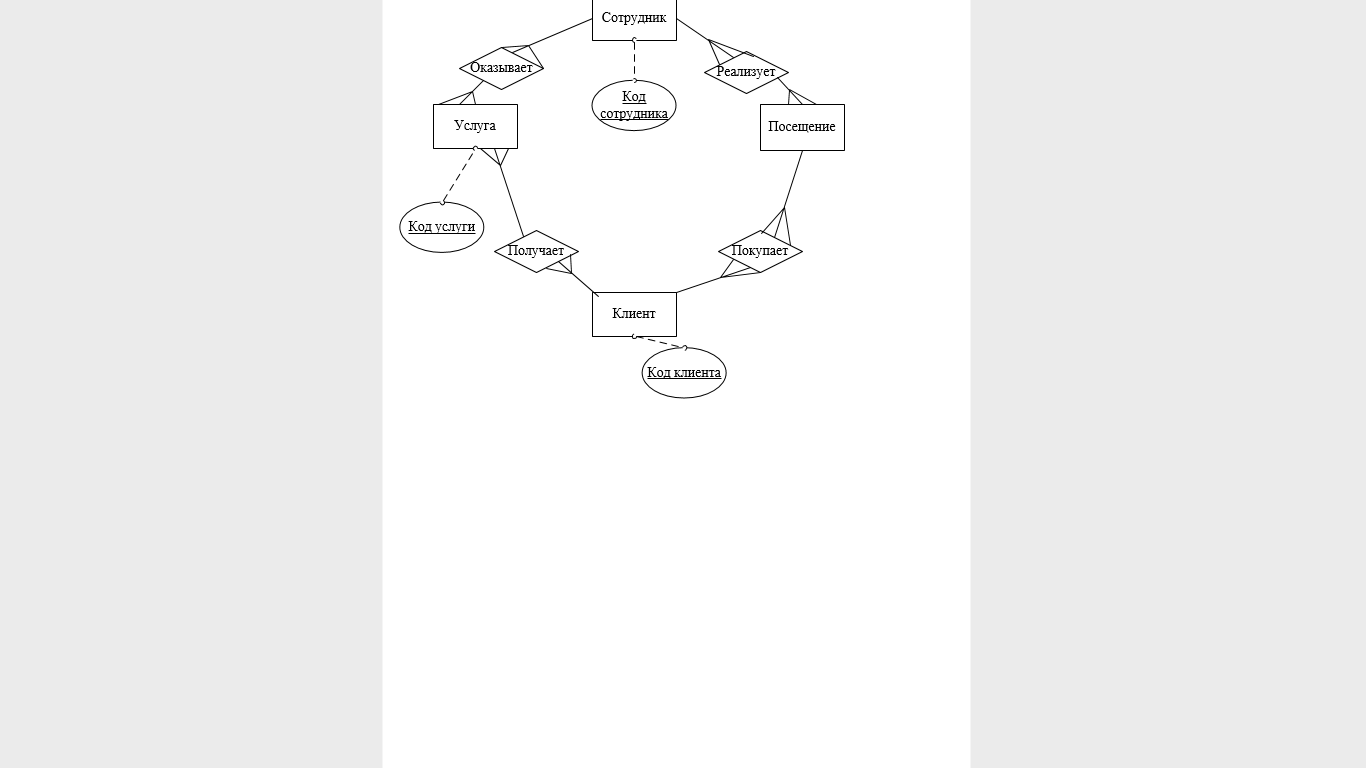 Сотрудник
Оказывает
Реализует
Код
сотрудника
Услуга
Посещение
Код услуги
Получает
Покупает
Клиент
Код клиента